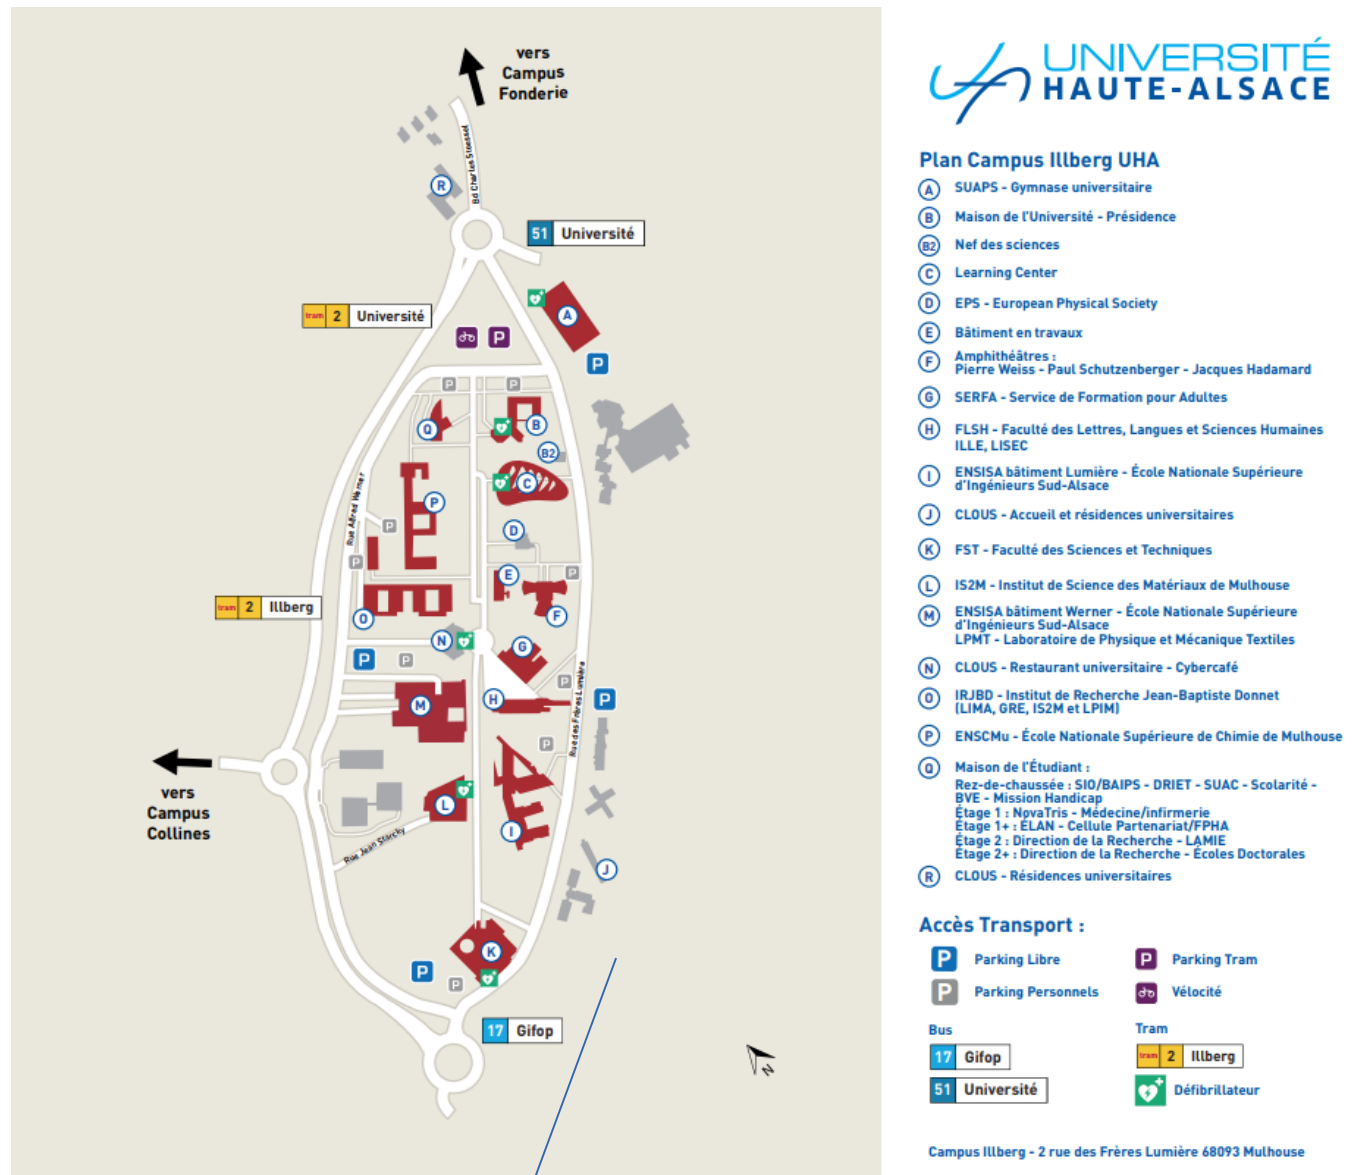 vers
Campus
Fonderie
Bd Charles Stoessel
R
51 Université
A
tram 2 Université
P
P
P
P
Q
B
B2
C
Rue Alfred Werner
P
P
D
P
E
P
F
tram 2 Illberg
O
N
G
P
P
P
H
M
P
Rue des Frères Lumière
P
vers
Campus
Collines
L
I
Rue Jean Starcky
J
K
P
P
17 Gifop
N
UNIVERSITÉ
HAUTE-ALSACE
Plan Campus Illberg UHA
A SUAPS - Gymnase universitaire
B Maison de l'Université - Présidence
B2 Nef des sciences
C Learning Center
D EPS - European Physical Society
E Bâtiment en travaux
F Amphithéâtres :
Pierre Weiss - Paul Schutzenberger - Jacques Hadamard
G SERFA - Service de Formation pour Adultes
H FLSH - Faculté des Lettres, Langues et Sciences Humaines
ILLE, LISEC
I ENSISA bâtiment Lumière - École Nationale Supérieure
d'Ingénieurs Sud-Alsace
J CLOUS - Accueil et résidences universitaires
K FST - Faculté des Sciences et Techniques
L IS2M - Institut de Science des Matériaux de Mulhouse
M ENSISA bâtiment Werner - École Nationale Supérieure
d'Ingénieurs Sud-Alsace
LPMT - Laboratoire de Physique et Mécanique Textiles
N CLOUS - Restaurant universitaire - Cybercafé
O IRJBD - Institut de Recherche Jean-Baptiste Donnet
(LIMA, GRE, IS2M et LPIM)
P ENSCMu - École Nationale Supérieure de Chimie de Mulhouse
Q Maison de l'Étudiant :
Rez-de-chaussée : SIO/BAIPS - DRIET - SUAC - Scolarité -
BVE - Mission Handicap
Étage 1 : NovaTris - Médecine/infirmerie
Étage 1+ : ÉLAN - Cellule Partenariat/FPHA
Étage 2 : Direction de la Recherche - LAMIE
Étage 2+ : Direction de la Recherche - Écoles Doctorales
R CLOUS - Résidences universitaires
Accès Transport :
P Parking Libre
P Parking Tram
P Parking Personnels
Vélocité
Bus
Tram
17 Gifop
tram 2 Illberg
51 Université
Défibrillateur
Campus Illberg - 2 rue des Frères Lumière 68093 Mulhouse